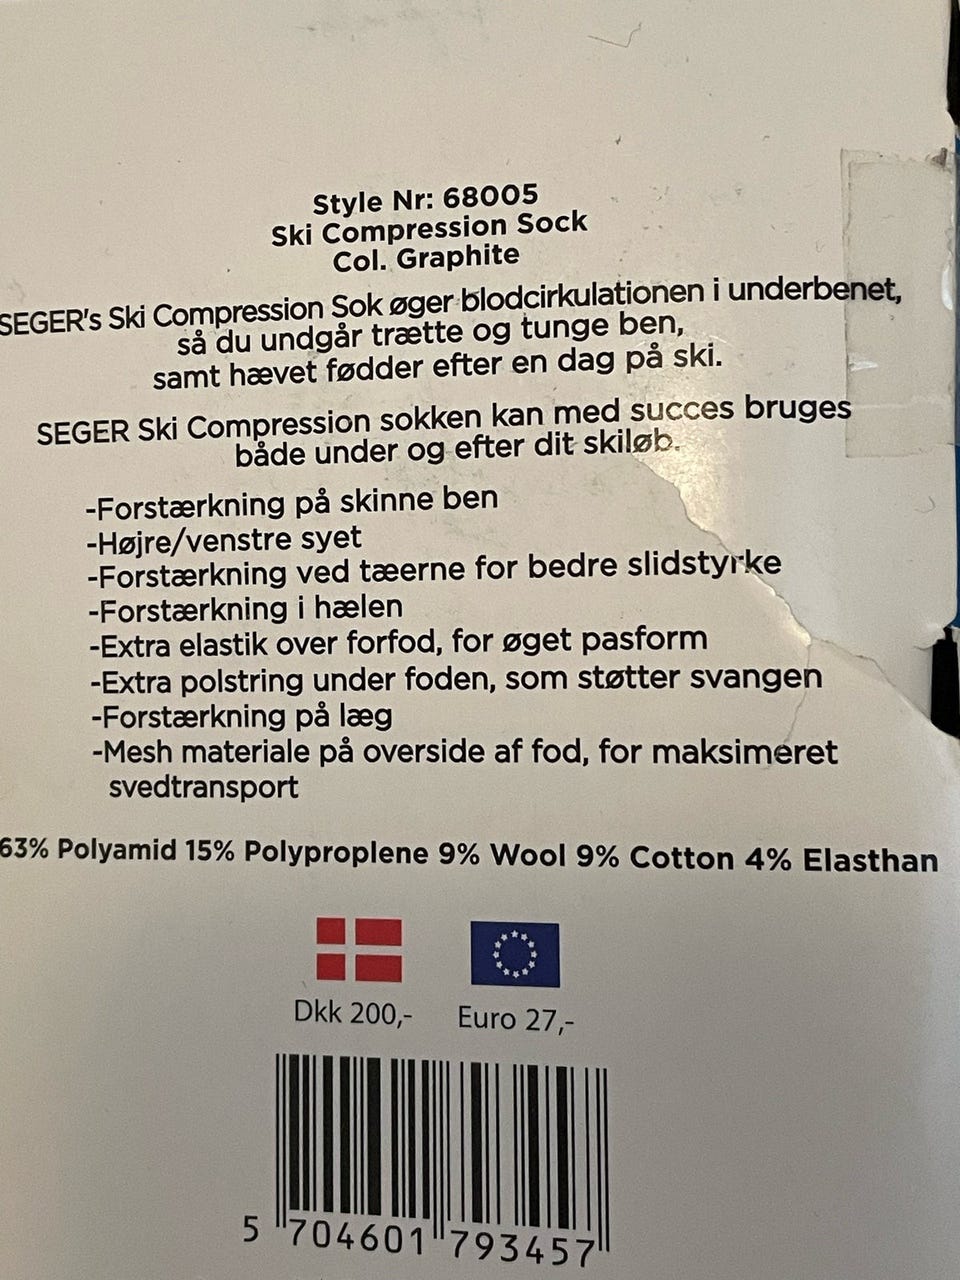 Style Nr: 68005
Ski Compression Sock
Col. Graphite
SEGER's Ski Compression Sok øger blodcirkulationen i underbenet,
så du undgår trætte og tunge ben,
samt hævet fødder efter en dag på ski.
SEGER Ski Compression sokken kan med succes bruges
både under og efter dit skiløb.
-Forstærkning på skinne ben
-Højre/venstre syet
-Forstærkning ved tæerne for bedre slidstyrke
-Forstærkning i hælen
-Extra elastik over forfod, for øget pasform
-Extra polstring under foden, som støtter svangen
-Forstærkning på læg
-Mesh materiale på overside af fod, for maksimeret
svedtransport
63% Polyamid 15% Polyproplene 9% Wool 9% Cotton 4% Elasthan
Dkk 200,- Euro 27,-
5 704601 793457